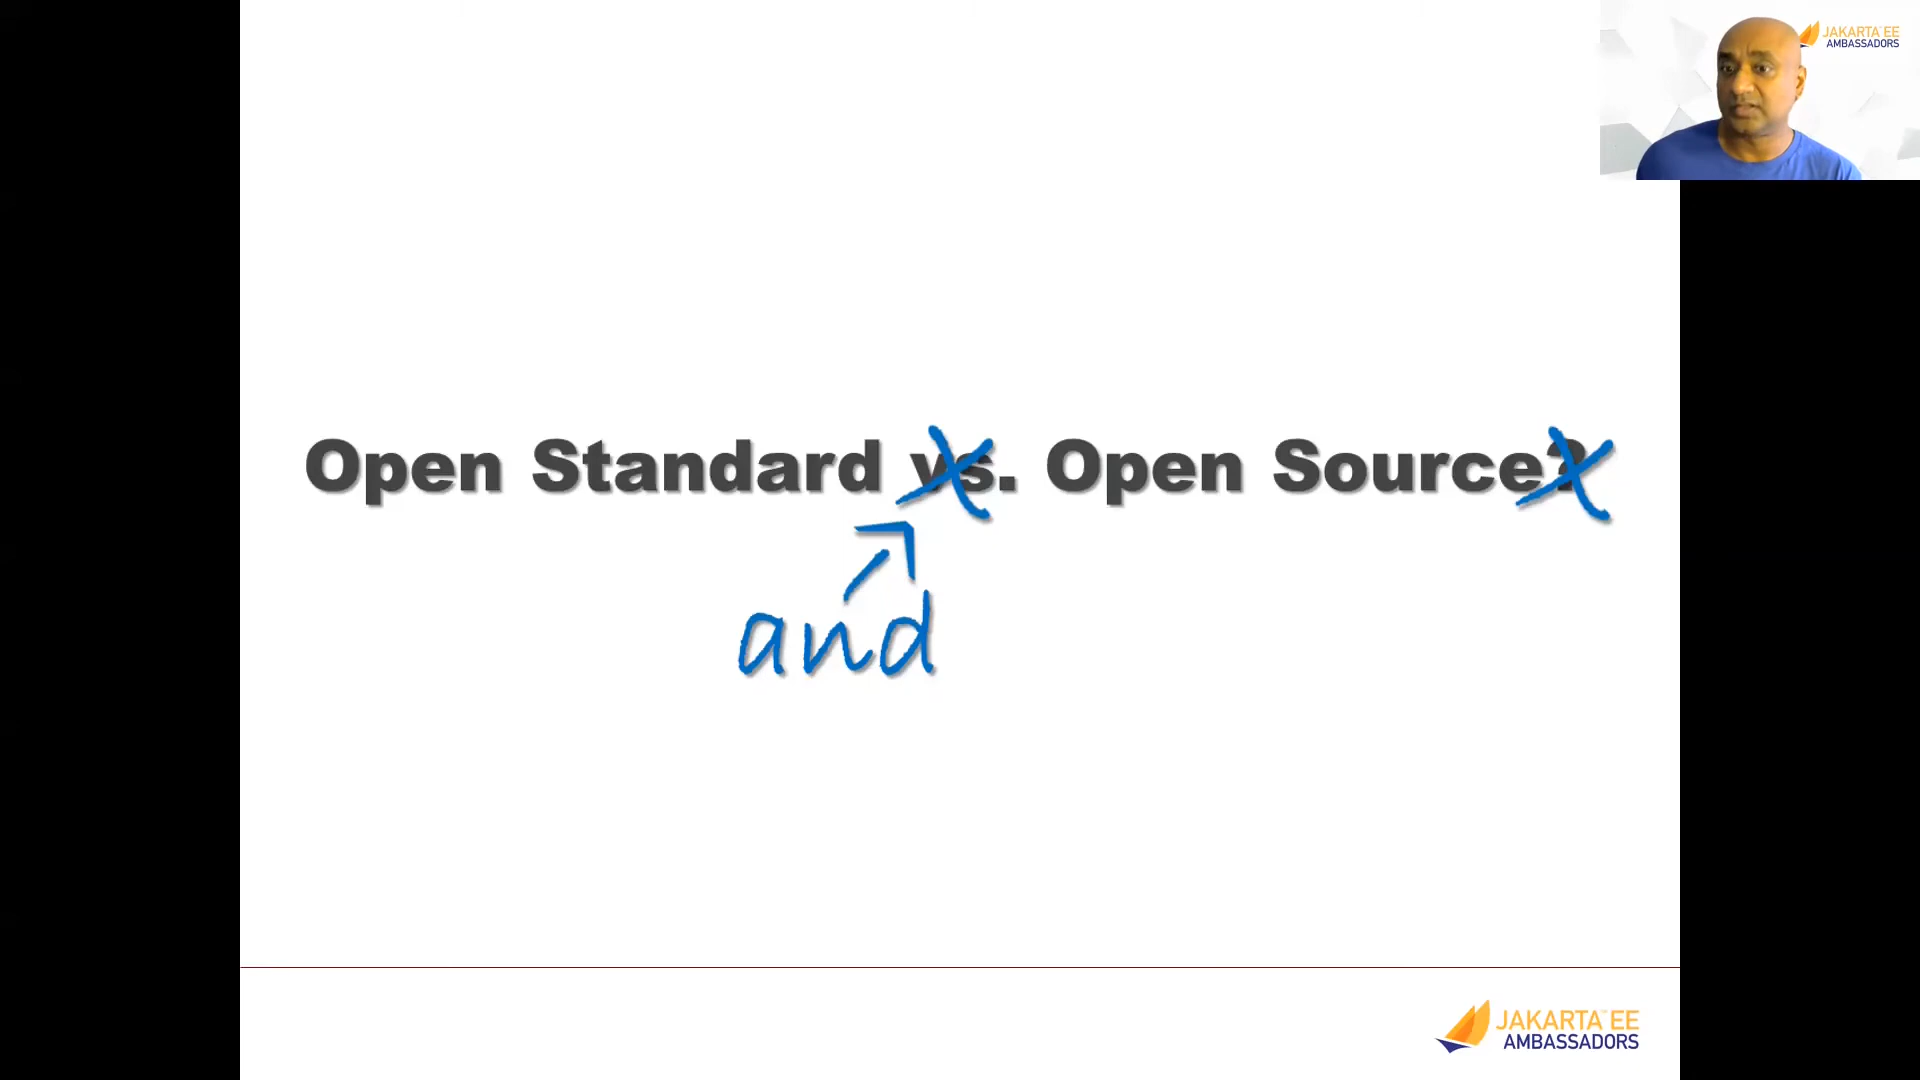 JAKARTA EE
AMBASSADORS
Open Standard vs. Open Source?
and
JAKARTA EE
AMBASSADORS